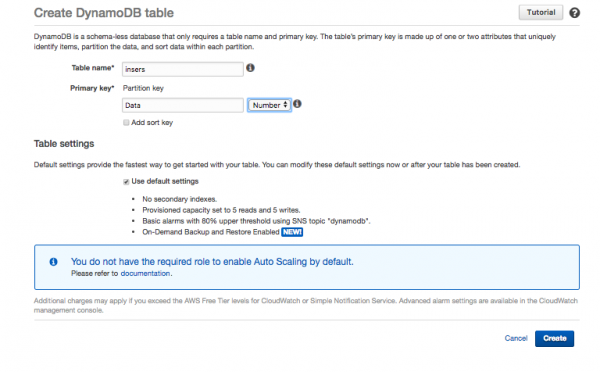 Create DynamoDB table
Tutorial
DynamoDB is a schema-less database that only requires a table name and primary key. The table's primary key is made up of one or two attributes that uniquely
identify items, partition the data, and sort data within each partition.
Table name* insers
Primary key* Partition key
Data Number
Add sort key
Table settings
Default settings provide the fastest way to get started with your table. You can modify these default settings now or after your table has been created.
Use default settings
• No secondary indexes.
• Provisioned capacity set to 5 reads and 5 writes.
• Basic alarms with 80% upper threshold using SNS topic "dynamodb".
• On-Demand Backup and Restore Enabled NEW!
You do not have the required role to enable Auto Scaling by default.
Please refer to documentation.
Additional charges may apply if you exceed the AWS Free Tier levels for CloudWatch or Simple Notification Service. Advanced alarm settings are available in the CloudWatch
management console.
Cancel Create